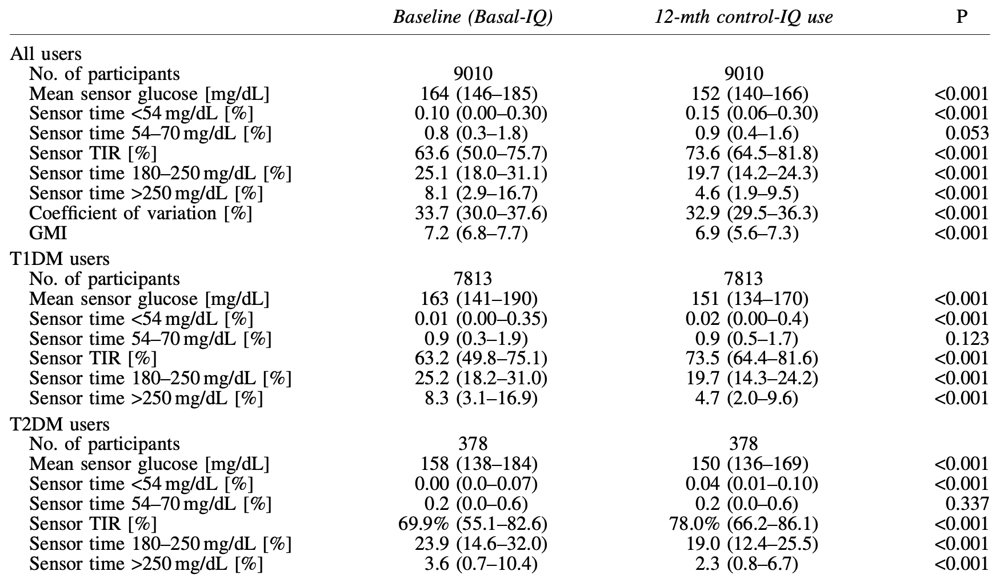 Baseline (Basal-IQ) 12-mth control-IQ use P
All users
No. of participants 9010 9010
Mean sensor glucose [mg/dL] 164 (146–185) 152 (140–166) <0.001
Sensor time <54 mg/dL [%] 0.10 (0.00–0.30) 0.15 (0.06–0.30) <0.001
Sensor time 54–70 mg/dL [%] 0.8 (0.3–1.8) 0.9 (0.4–1.6) 0.053
Sensor TIR [%] 63.6 (50.0–75.7) 73.6 (64.5–81.8) <0.001
Sensor time 180–250 mg/dL [%] 25.1 (18.0–31.1) 19.7 (14.2–24.3) <0.001
Sensor time >250 mg/dL [%] 8.1 (2.9–16.7) 4.6 (1.9–9.5) <0.001
Coefficient of variation [%] 33.7 (30.0–37.6) 32.9 (29.5–36.3) <0.001
GMI 7.2 (6.8–7.7) 6.9 (5.6–7.3) <0.001
T1DM users
No. of participants 7813 7813
Mean sensor glucose [mg/dL] 163 (141–190) 151 (134–170) <0.001
Sensor time <54 mg/dL [%] 0.01 (0.00–0.35) 0.02 (0.00–0.4) <0.001
Sensor time 54–70 mg/dL [%] 0.9 (0.3–1.9) 0.9 (0.5–1.7) 0.123
Sensor TIR [%] 63.2 (49.8–75.1) 73.5 (64.4–81.6) <0.001
Sensor time 180–250 mg/dL [%] 25.2 (18.2–31.0) 19.7 (14.3–24.2) <0.001
Sensor time >250 mg/dL [%] 8.3 (3.1–16.9) 4.7 (2.0–9.6) <0.001
T2DM users
No. of participants 378 378
Mean sensor glucose [mg/dL] 158 (138–184) 150 (136–169) <0.001
Sensor time <54 mg/dL [%] 0.00 (0.0–0.07) 0.04 (0.01–0.10) <0.001
Sensor time 54–70 mg/dL [%] 0.2 (0.0–0.6) 0.2 (0.0–0.6) 0.337
Sensor TIR [%] 69.9% (55.1–82.6) 78.0% (66.2–86.1) <0.001
Sensor time 180–250 mg/dL [%] 23.9 (14.6–32.0) 19.0 (12.4–25.5) <0.001
Sensor time >250 mg/dL [%] 3.6 (0.7–10.4) 2.3 (0.8–6.7) <0.001